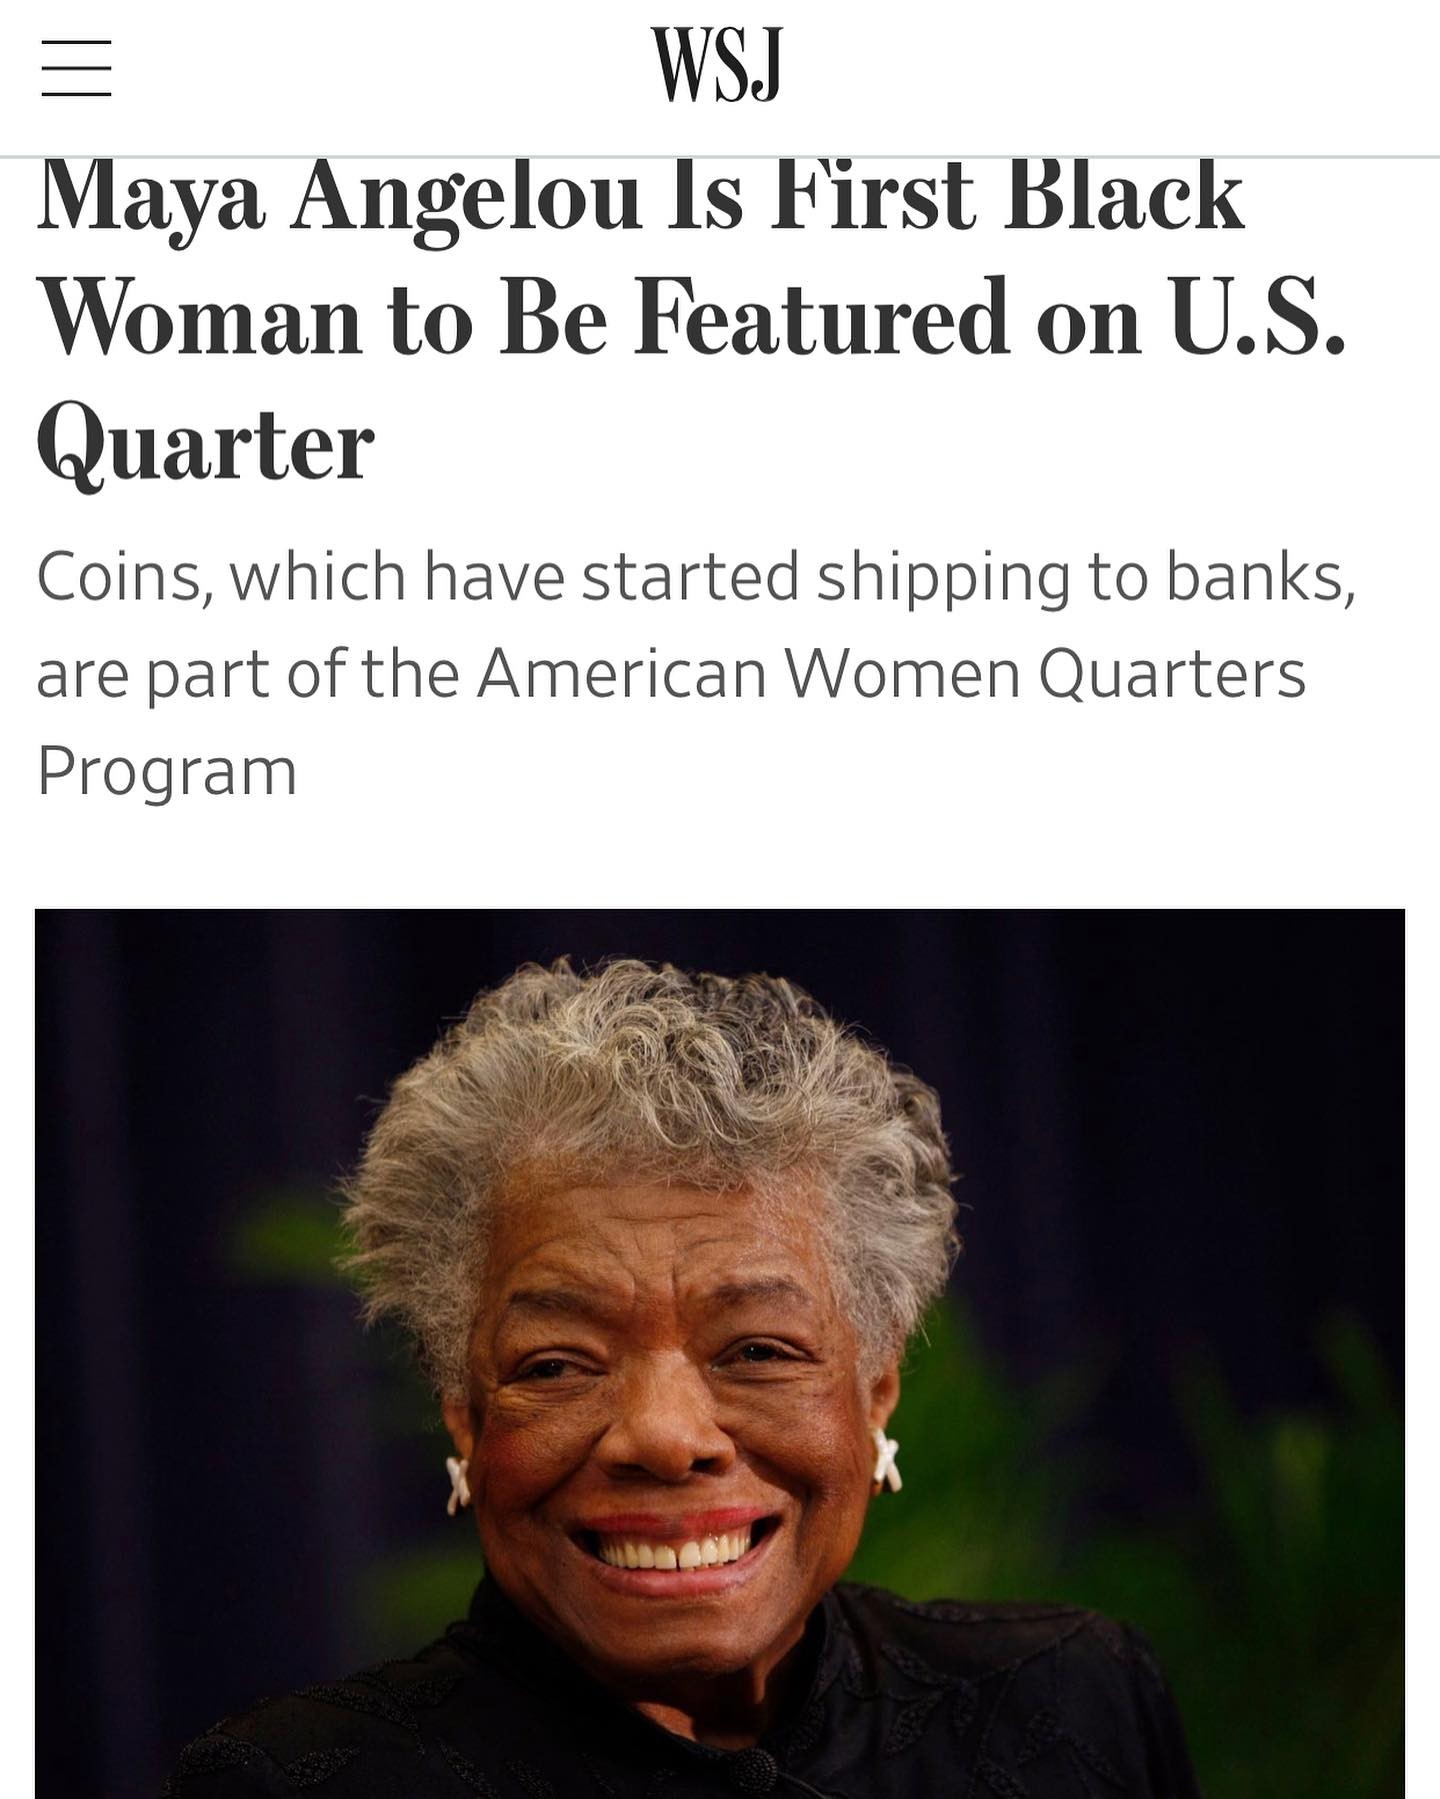 WSJ
Maya Angelou Is First Black
Woman to Be Featured on U.S.
Quarter
Coins, which have started shipping to banks,
are part of the American Women Quarters
Program